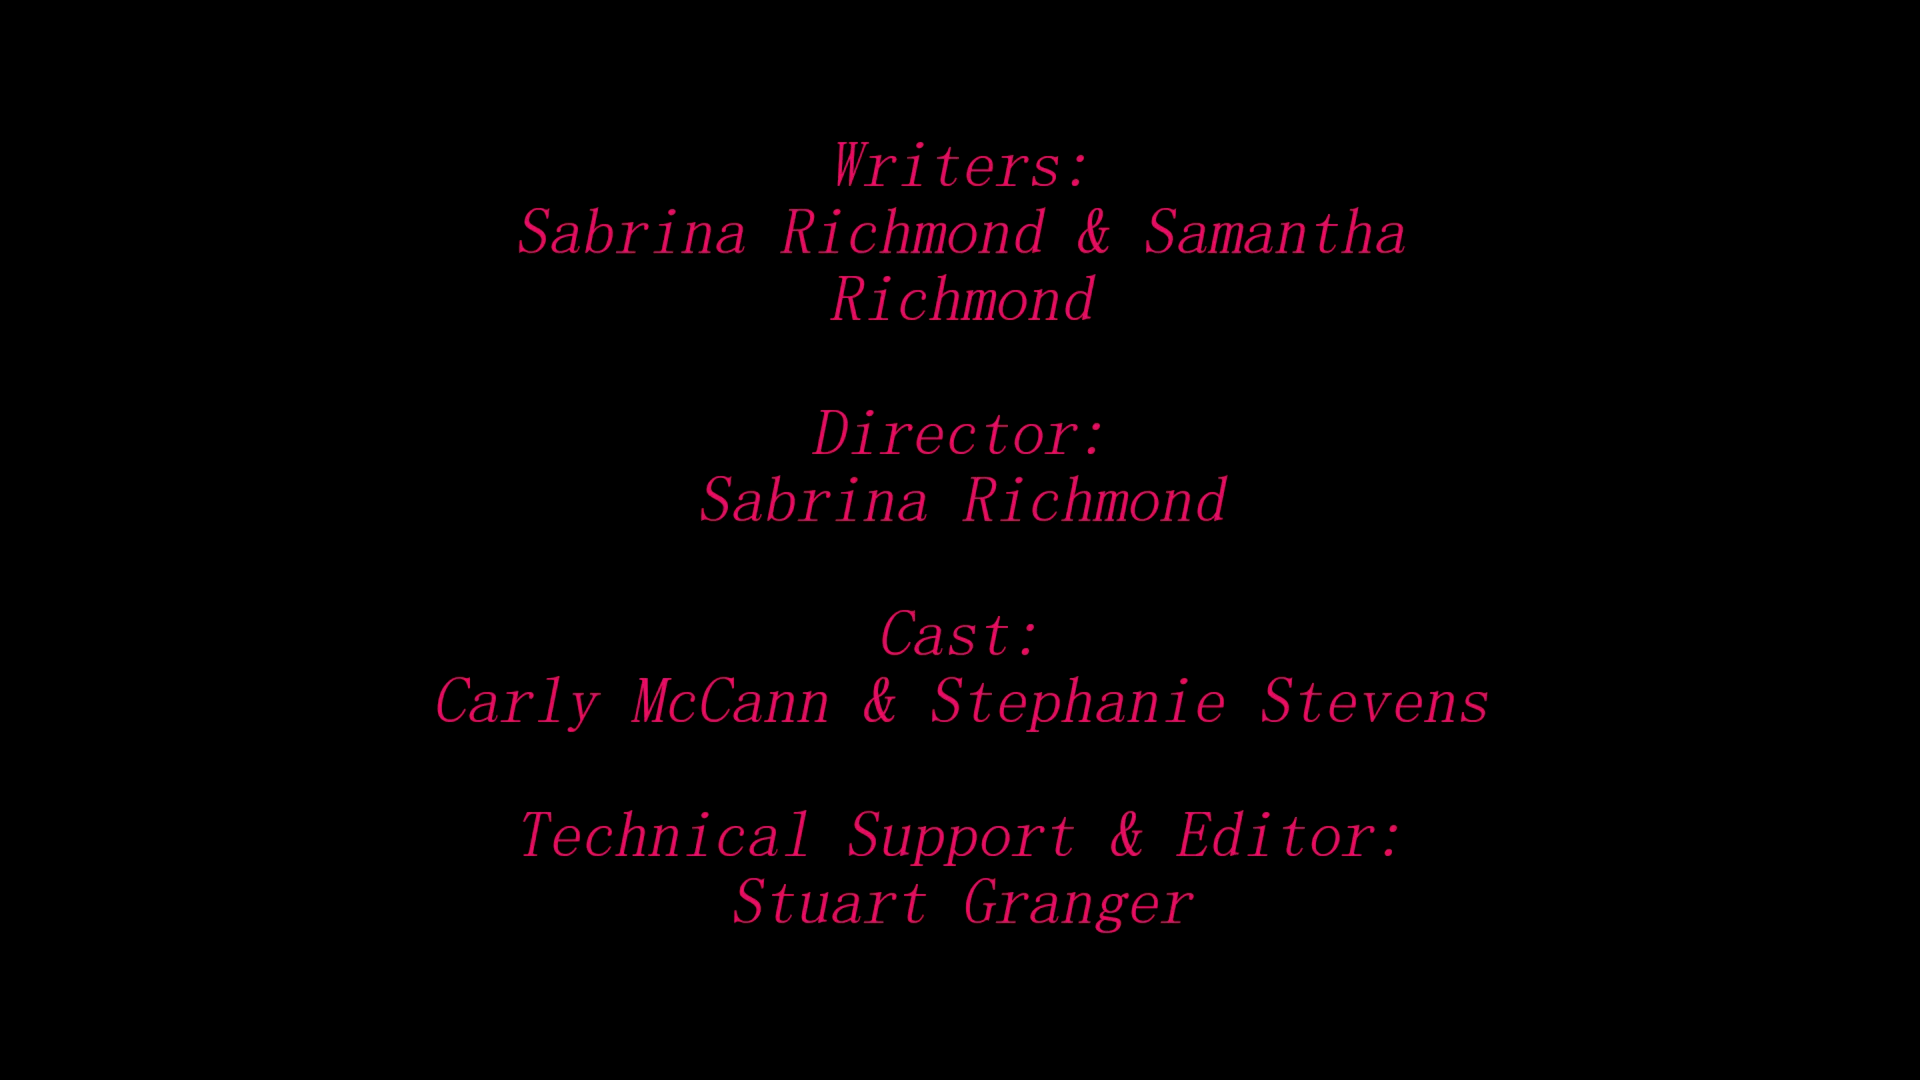 Writers:
Sabrina Richmond & Samantha
Richmond
Director:
Sabrina Richmond
Cast:
Carly McCann & Stephanie Stevens
Technical Support & Editor:
Stuart Granger